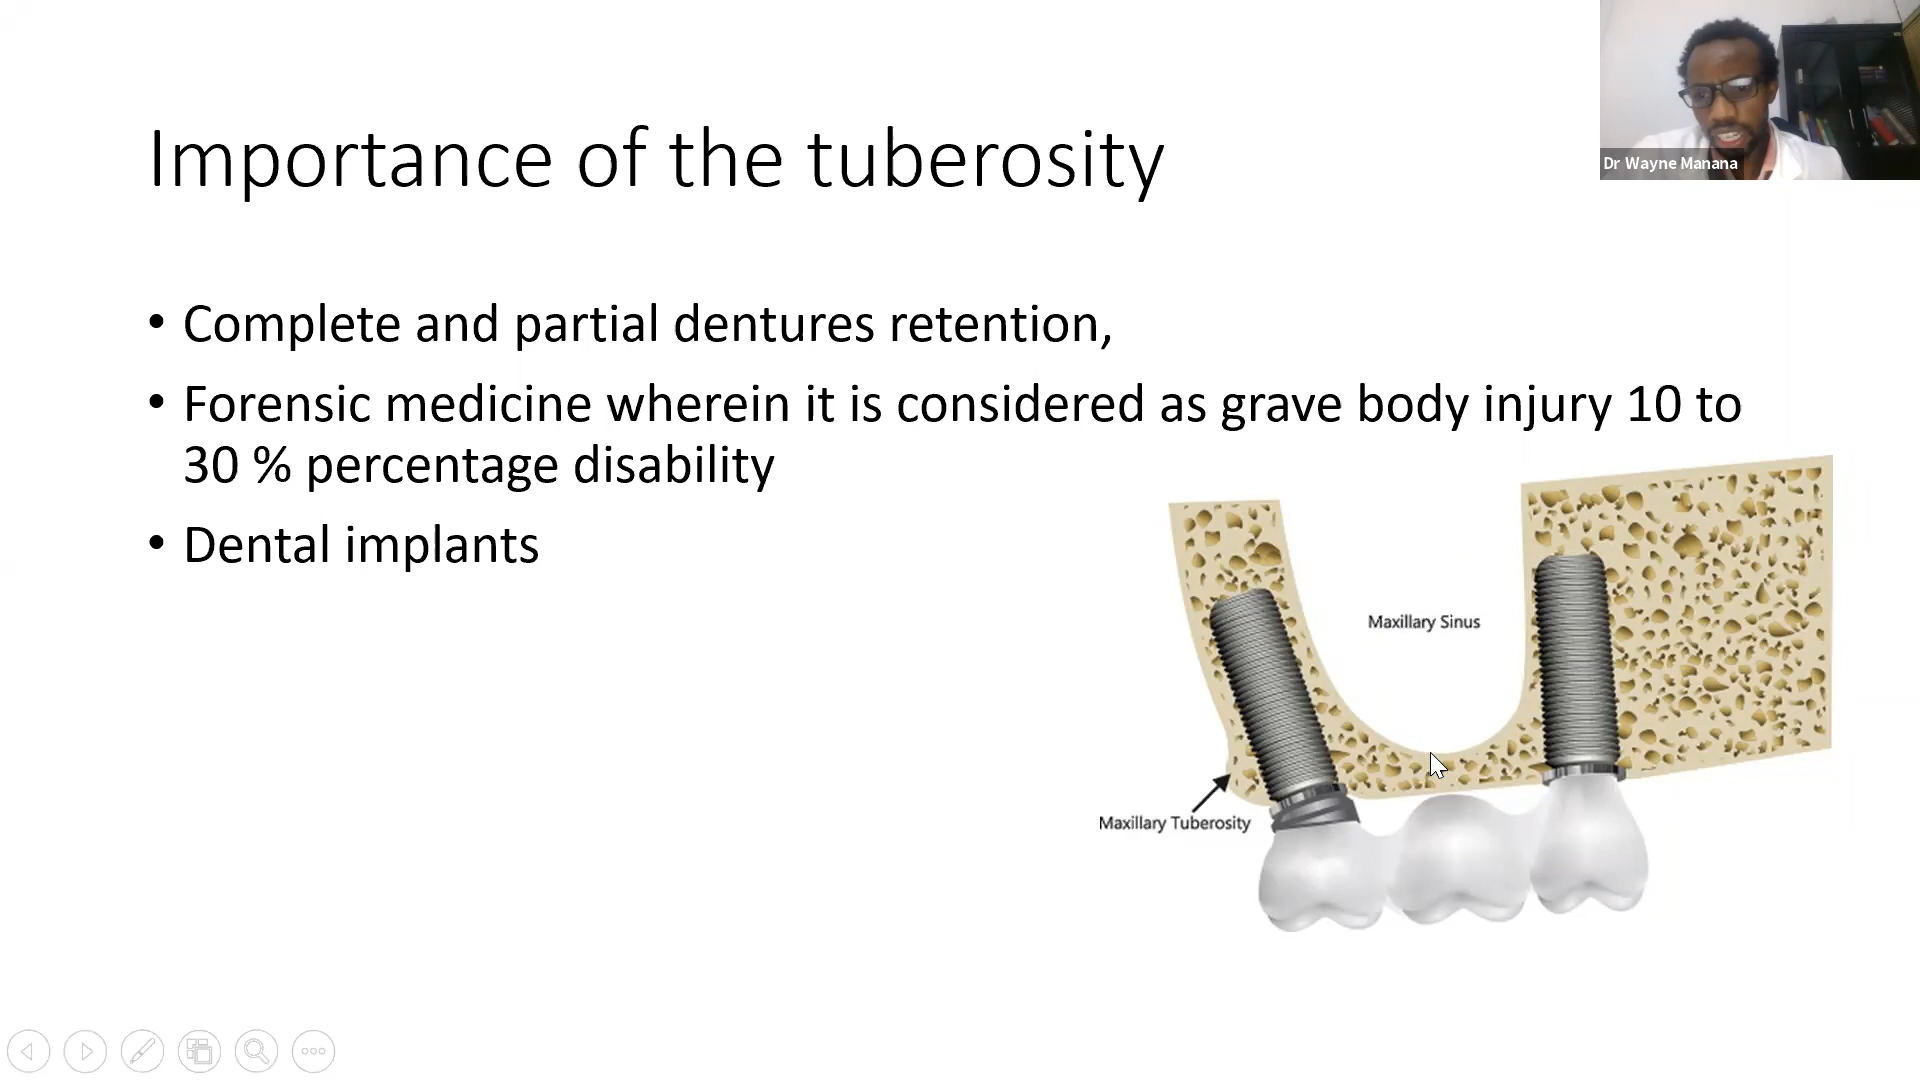 Importance of the tuberosity
Dr Wayne Manana
• Complete and partial dentures retention,
• Forensic medicine wherein it is considered as grave body injury 10 to
30 % percentage disability
• Dental implants
Maxillary Sinus
Maxillary Tuberosity